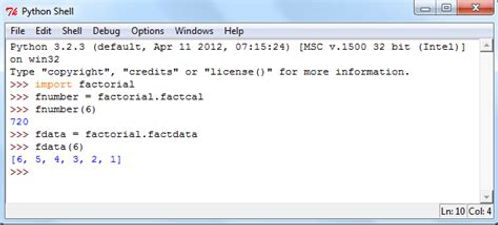 Python Shell
File Edit Shell Debug Options Windows Help
Python 3.2.3 (default, Apr 11 2012, 07:15:24) [MSC v.1500 32 bit (Intel)]
on win32
Type "copyright", "credits" or "license()" for more information.
>>> import factorial
>>> fnumber = factorial.factcal
>>> fnumber(6)
720
>>> fdata = factorial.factdata
>>> fdata(6)
[6, 5, 4, 3, 2, 1]
>>>
Ln: 10 Col: 4